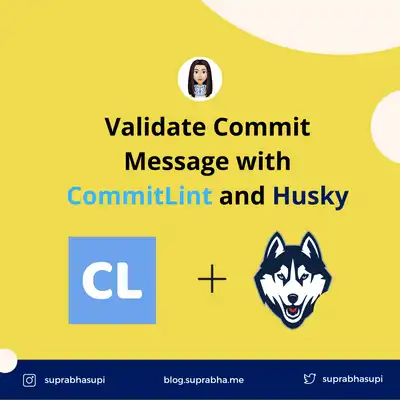 Validate Commit
Message with
CommitLint and Husky
CL
+
suprabhasupi
blog.suprabha.me
suprabhasupi